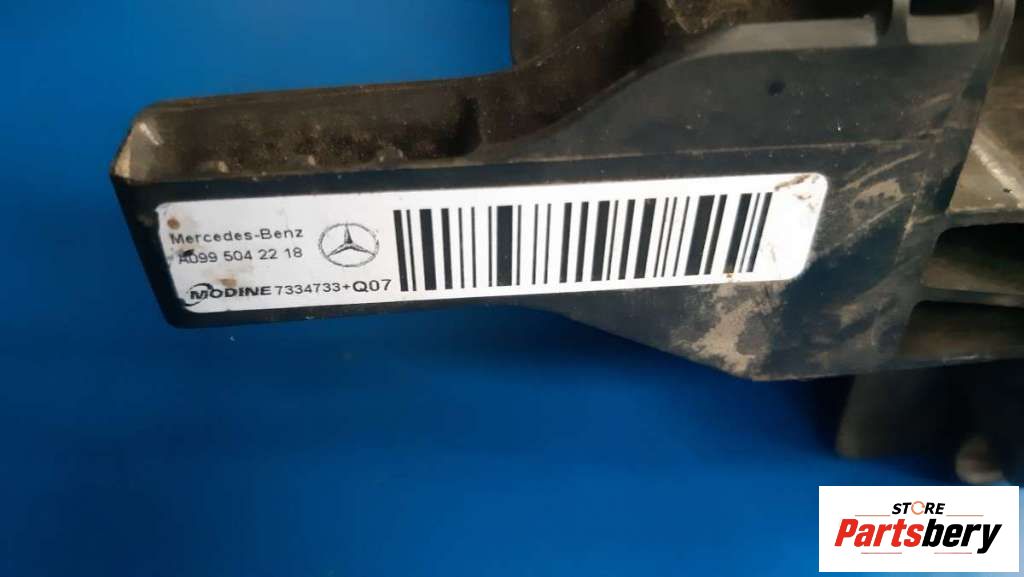 Mercedes-Benz
A099 504 22 18
MODINE 7334733+Q07
STORE
Partsbery